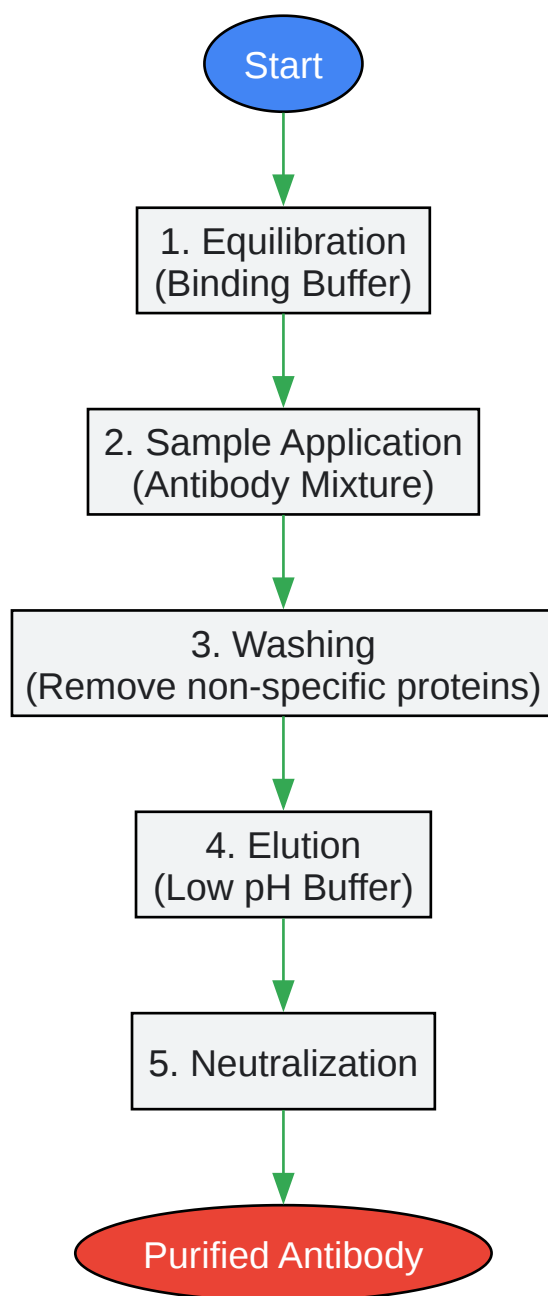 Start
1. Equilibration
(Binding Buffer)
2. Sample Application
(Antibody Mixture)
3. Washing
(Remove non-specific proteins)
4. Elution
(Low pH Buffer)
5. Neutralization
Purified Antibody